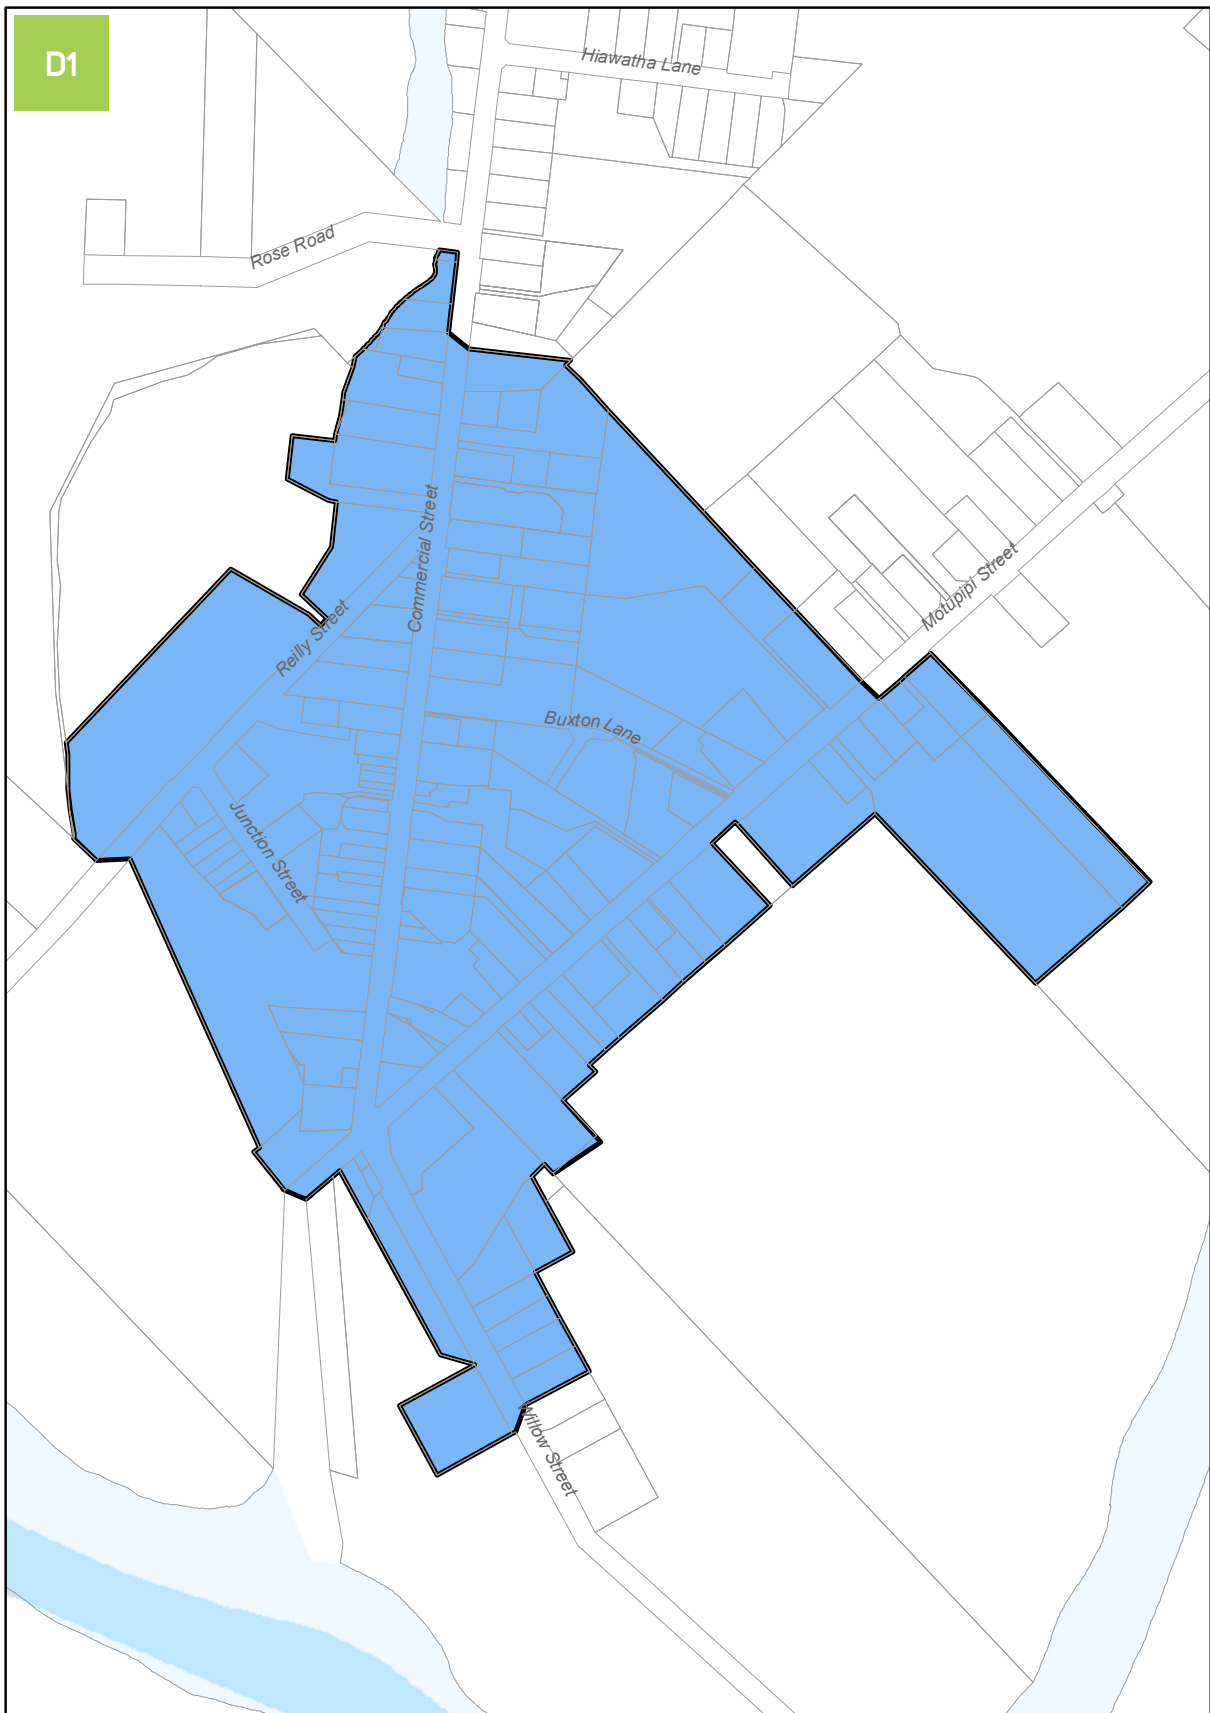 D1
Hiawatha Lane
Rose Road
Commercial Street
Motupipi Street
Reilly Street
Buxton Lane
Junction Street
Willow Street